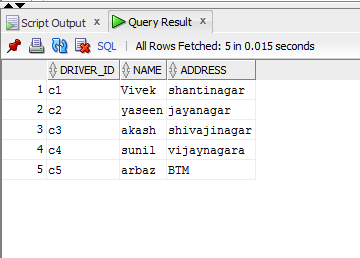 Script Output × Query Result ×
SQL | All Rows Fetched: 5 in 0.015 seconds
DRIVER_ID NAME ADDRESS
1 c1 Vivek shantinagar
2 c2 yaseen jayanagar
3 c3 akash shivajinagar
4 c4 sunil vijaynagara
5 c5 arbaz BTM